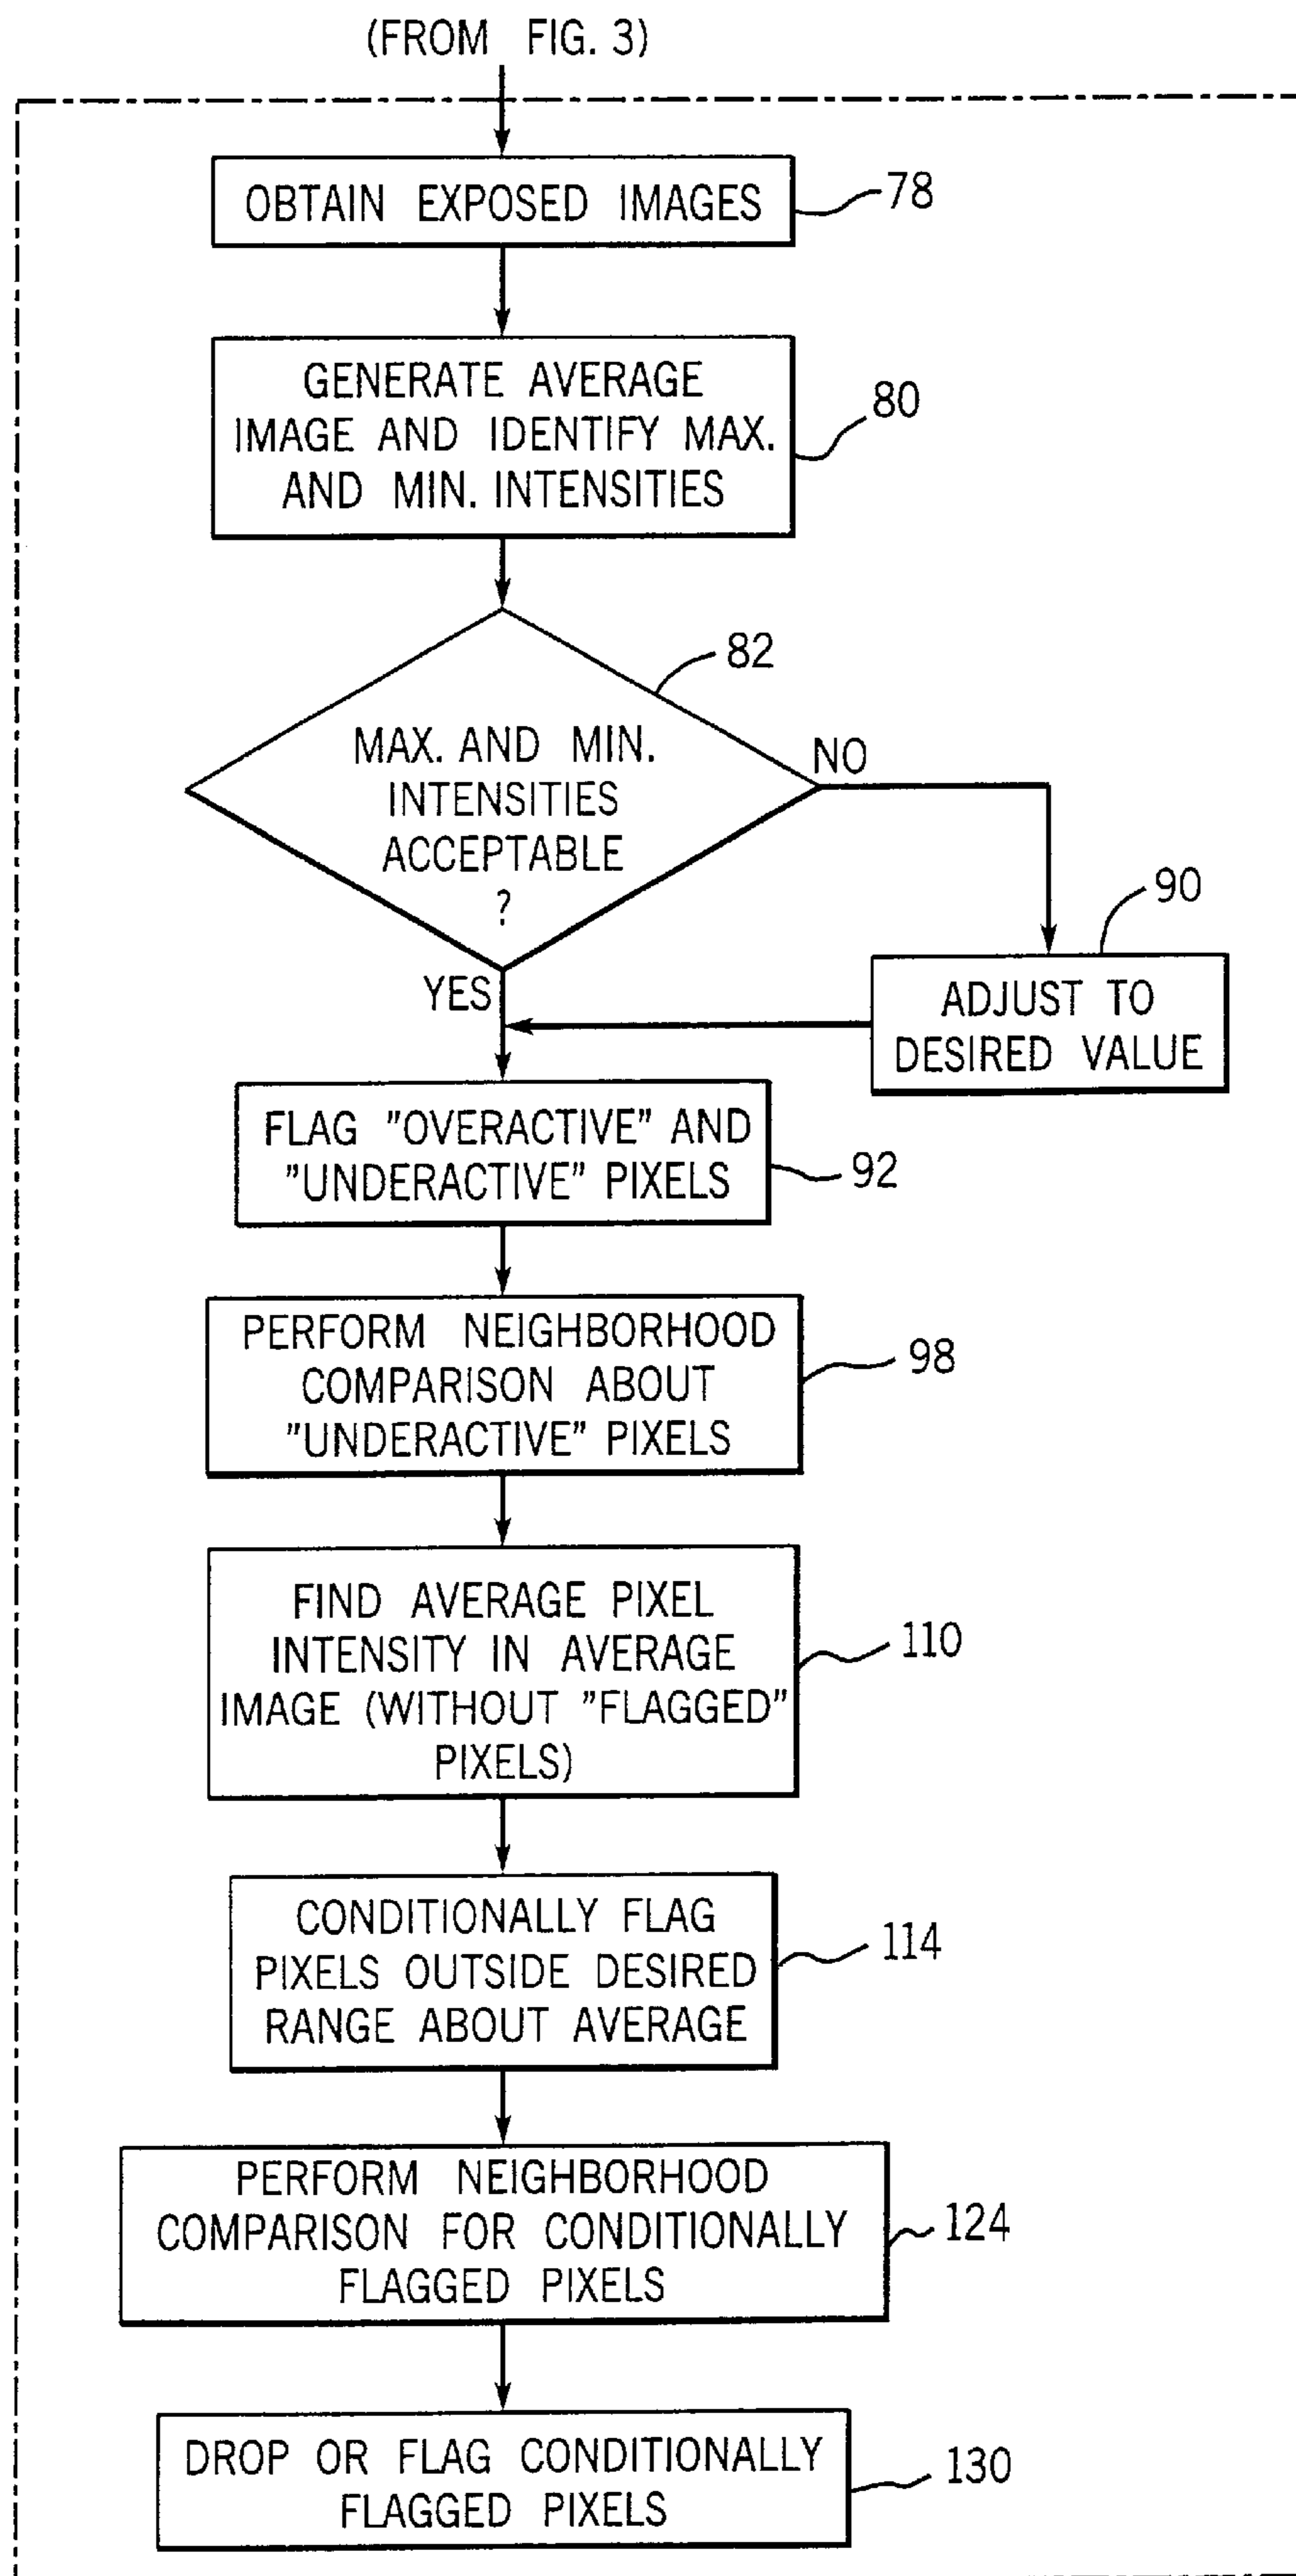 (FROM FIG. 3)
OBTAIN EXPOSED IMAGES
78
GENERATE AVERAGE
IMAGE AND IDENTIFY MAX.
AND MIN. INTENSITIES
80
82
MAX. AND MIN.
INTENSITIES
ACCEPTABLE
?
NO
YES
90
ADJUST TO
DESIRED VALUE
FLAG "OVERACTIVE" AND
"UNDERACTIVE" PIXELS
92
PERFORM NEIGHBORHOOD
COMPARISON ABOUT
"UNDERACTIVE" PIXELS
98
FIND AVERAGE PIXEL
INTENSITY IN AVERAGE
IMAGE (WITHOUT "FLAGGED"
PIXELS)
110
CONDITIONALLY FLAG
PIXELS OUTSIDE DESIRED
RANGE ABOUT AVERAGE
114
PERFORM NEIGHBORHOOD
COMPARISON FOR CONDITIONALLY
FLAGGED PIXELS
124
DROP OR FLAG CONDITIONALLY
FLAGGED PIXELS
130